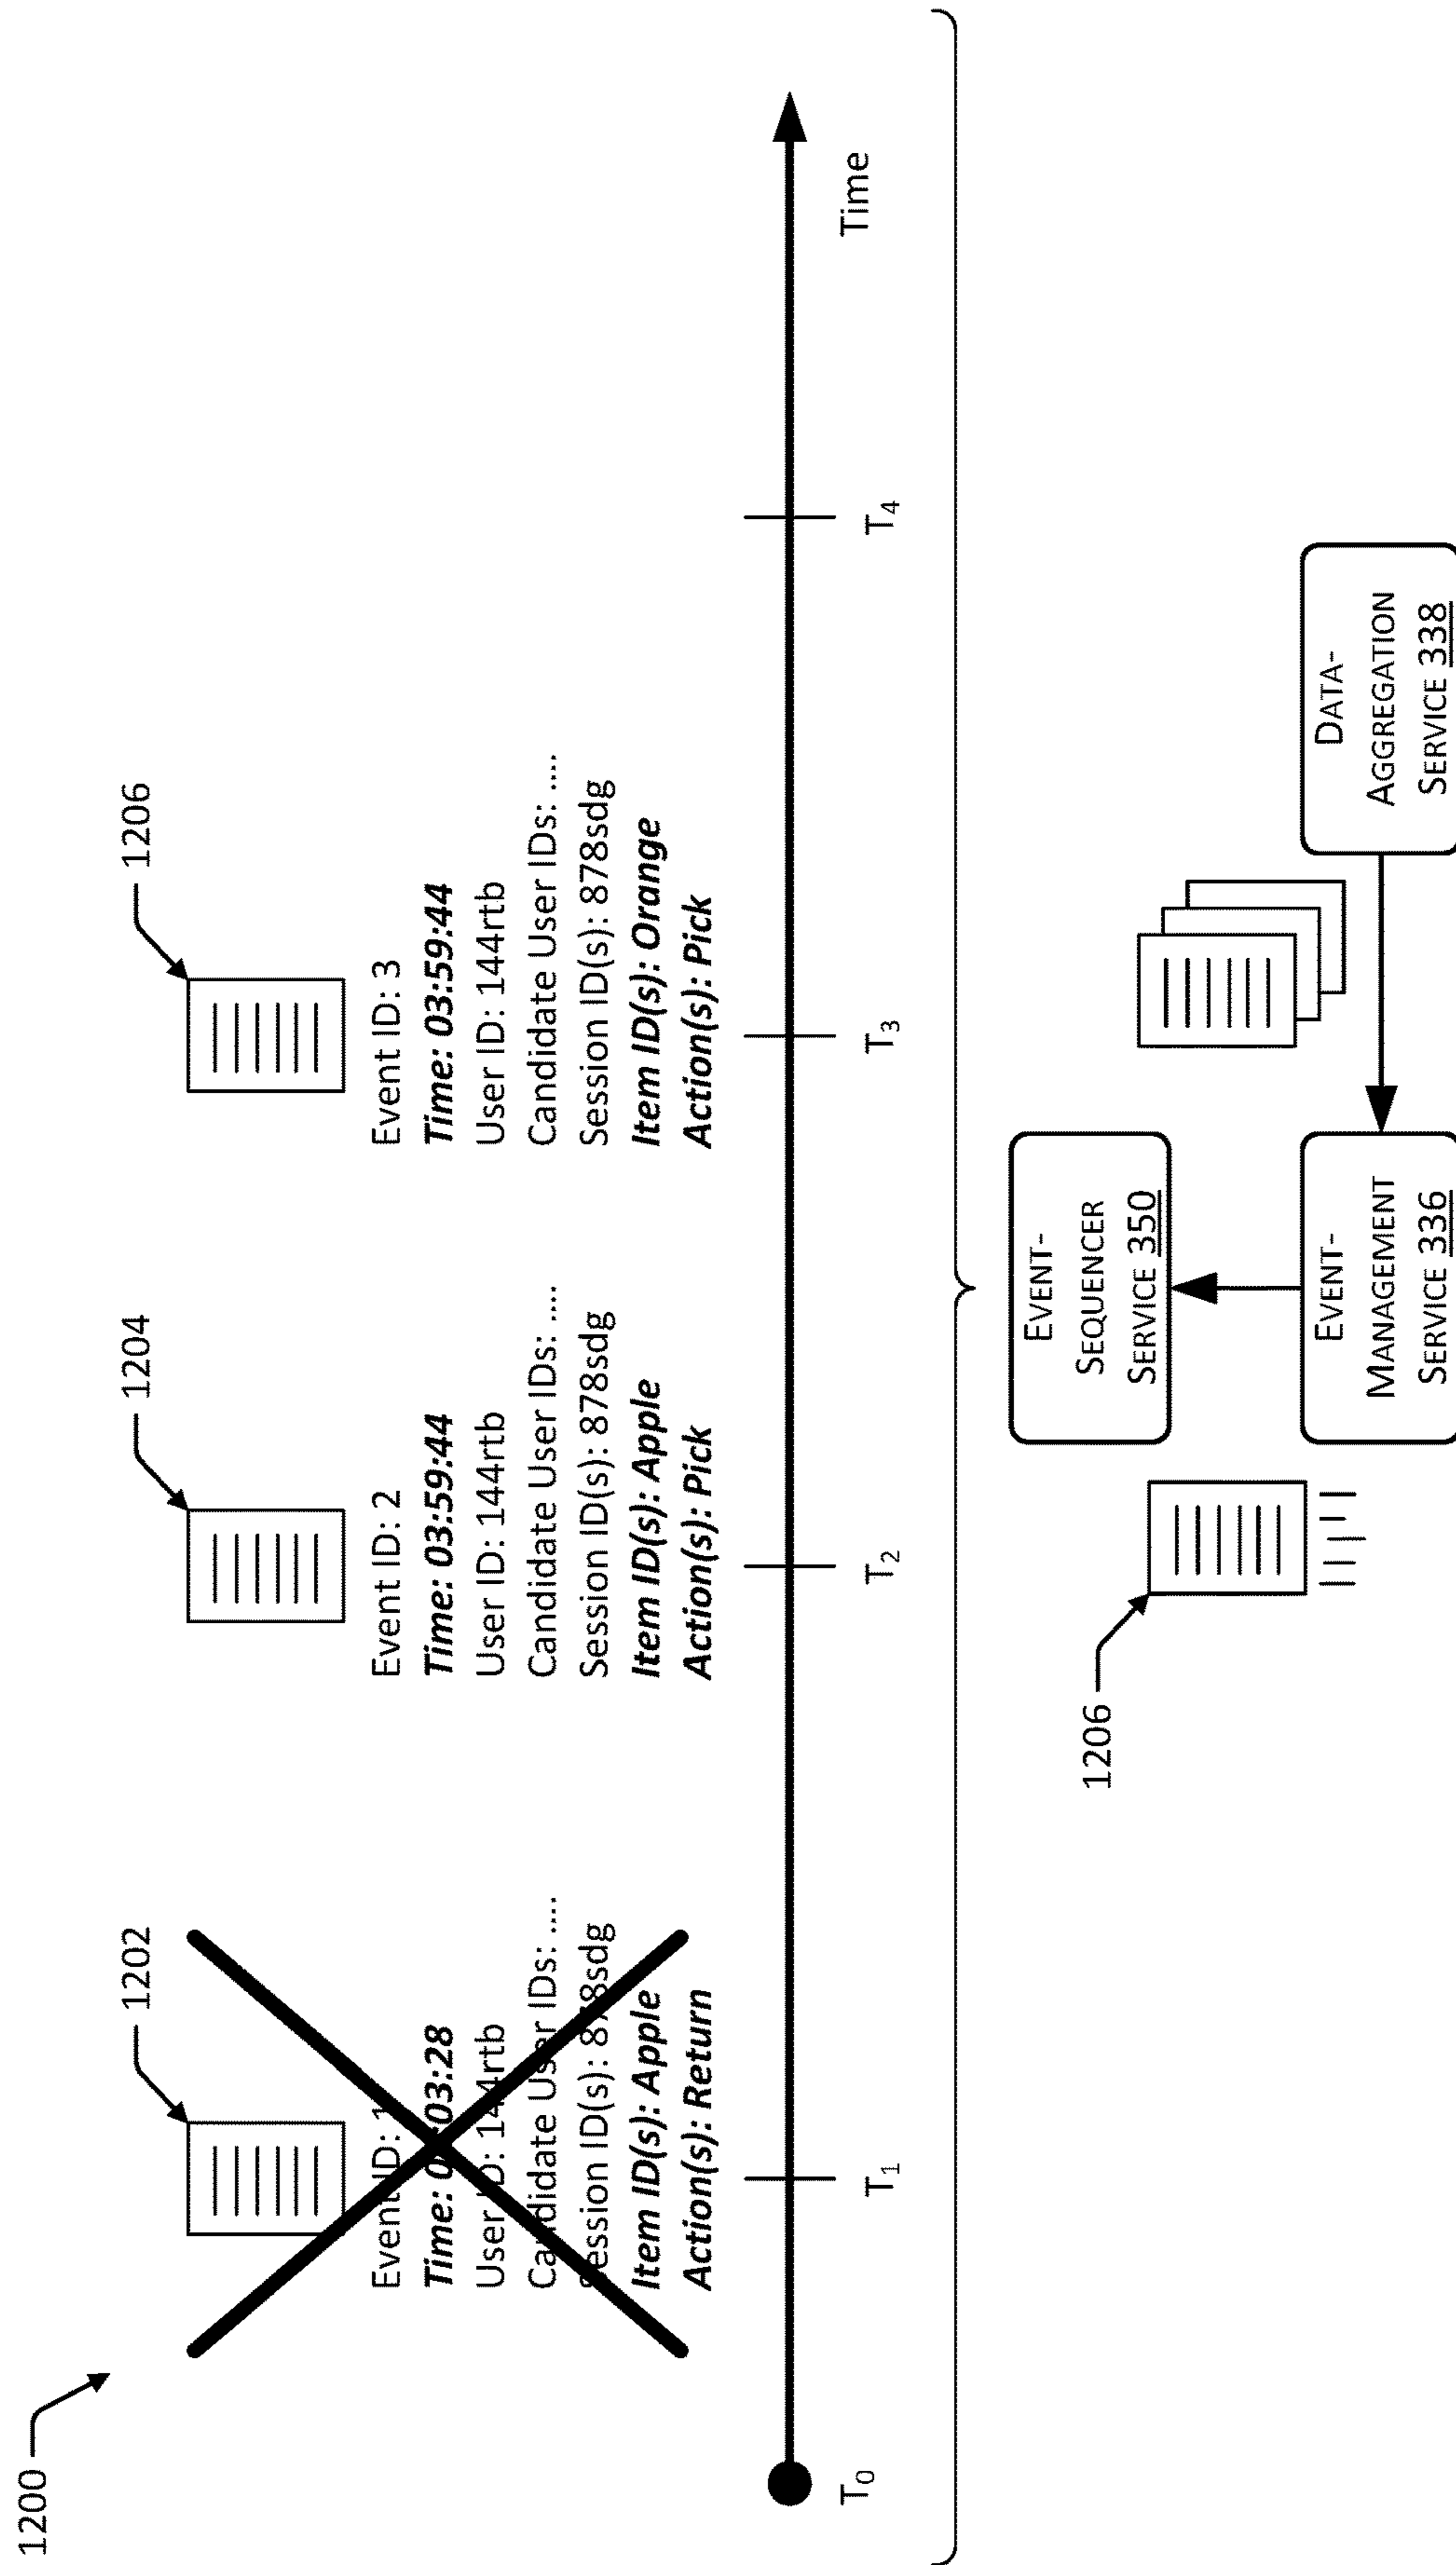 1200
1202
Event ID: 1
Time:
User ID: 144rtb
Candidate User IDs: ....
Session ID(s): 878sdg
Item ID(s): Apple
Action(s): Return
1204
Event ID: 2
Time: 03:59:44
User ID: 144rtb
Candidate User IDs: ....
Session ID(s): 878sdg
Item ID(s): Apple
Action(s): Pick
1206
Event ID: 3
Time: 03:59:44
User ID: 144rtb
Candidate User IDs: ....
Session ID(s): 878sdg
Item ID(s): Orange
Action(s): Pick
T0
T1
T2
T3
T4
Time
1206
EVENT-
SEQUENCER
SERVICE 350
EVENT-
MANAGEMENT
SERVICE 336
DATA-
AGGREGATION
SERVICE 338